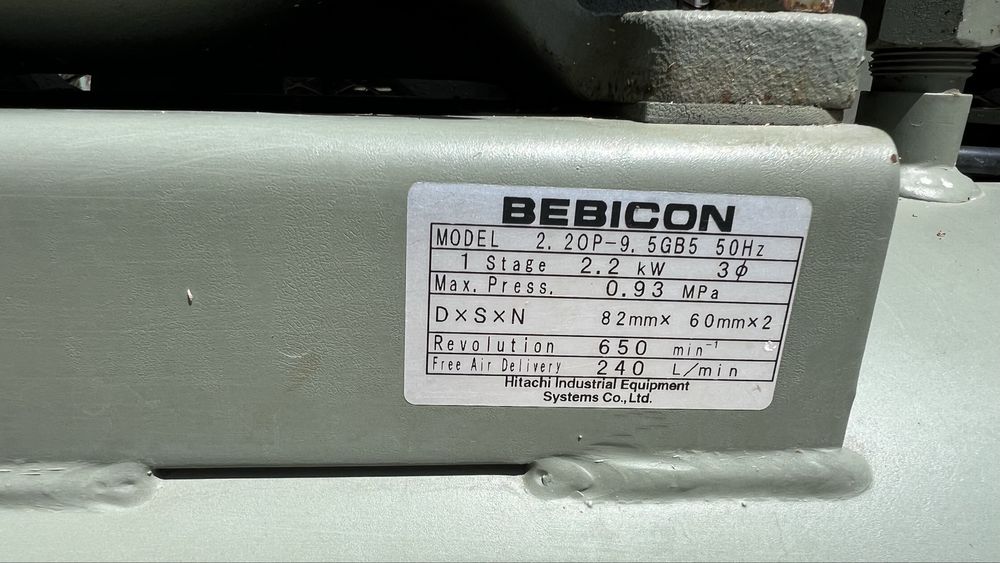 BEBICON
MODEL 2.2OP-9.5GB5 50Hz
1 Stage 2.2 kW 3φ
Max. Press. 0.93 MPa
D×S×N 82mm× 60mm×2
Revolution 650 min⁻¹
Free Air Delivery 240 L/min
Hitachi Industrial Equipment
Systems Co., Ltd.